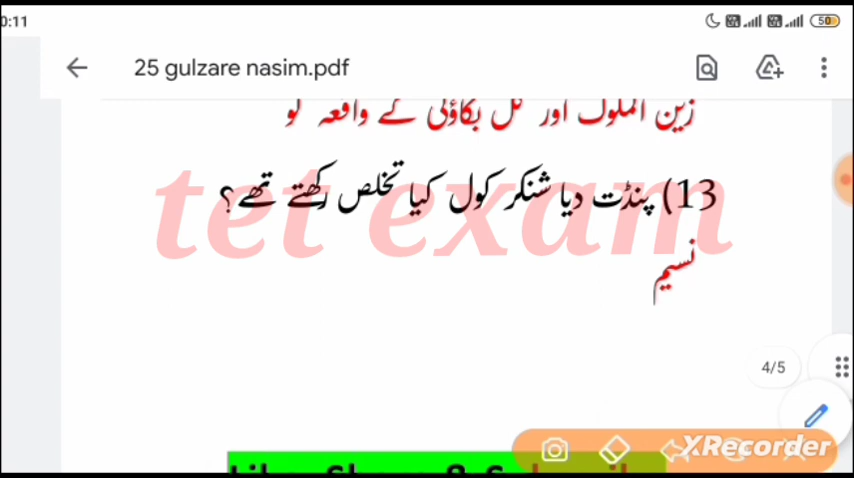 0:11
50
25 gulzare nasim.pdf
زین الملوک اور گل بکاؤلی کے واقعہ کو
13) پنڈت دیا شنکر کول کیا تخلص رکھتے تھے؟
tet exam
نسیم
4/5
XRecorder